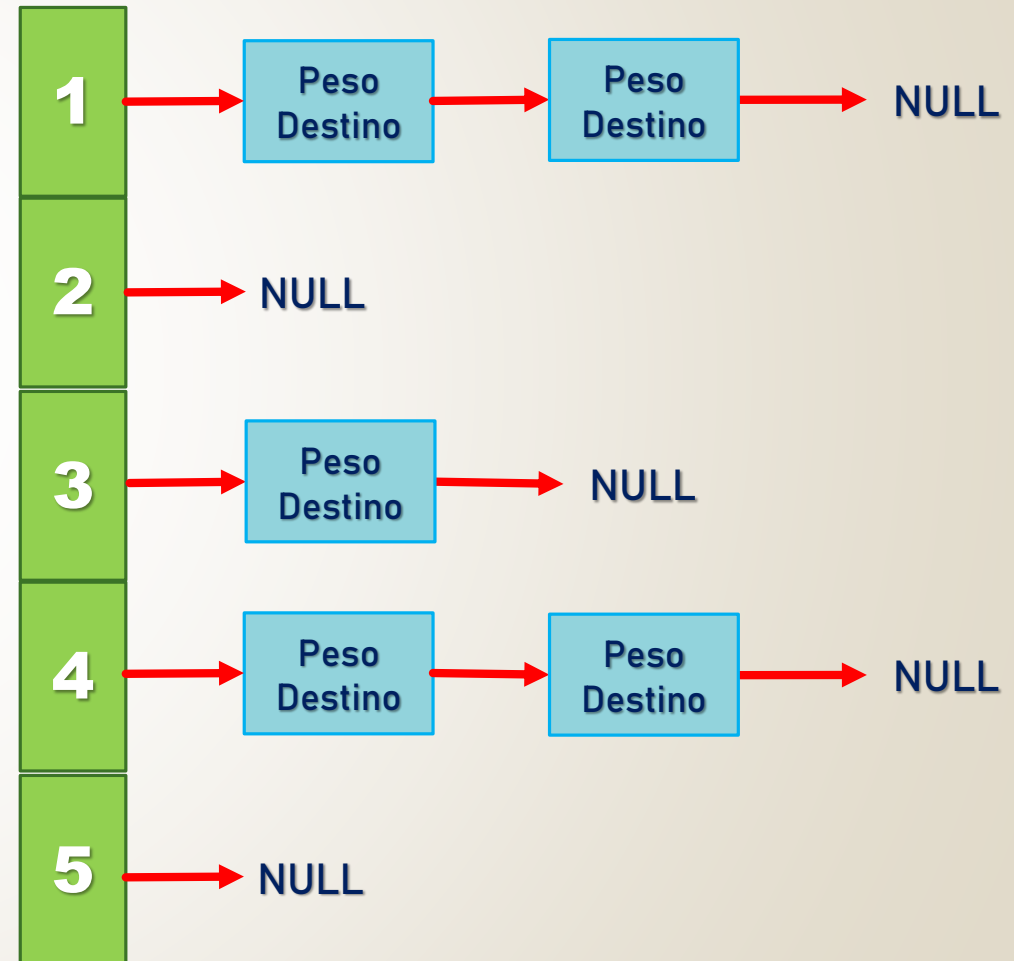 1
Peso
Destino
Peso
Destino
NULL
2
NULL
3
Peso
Destino
NULL
4
Peso
Destino
Peso
Destino
NULL
5
NULL